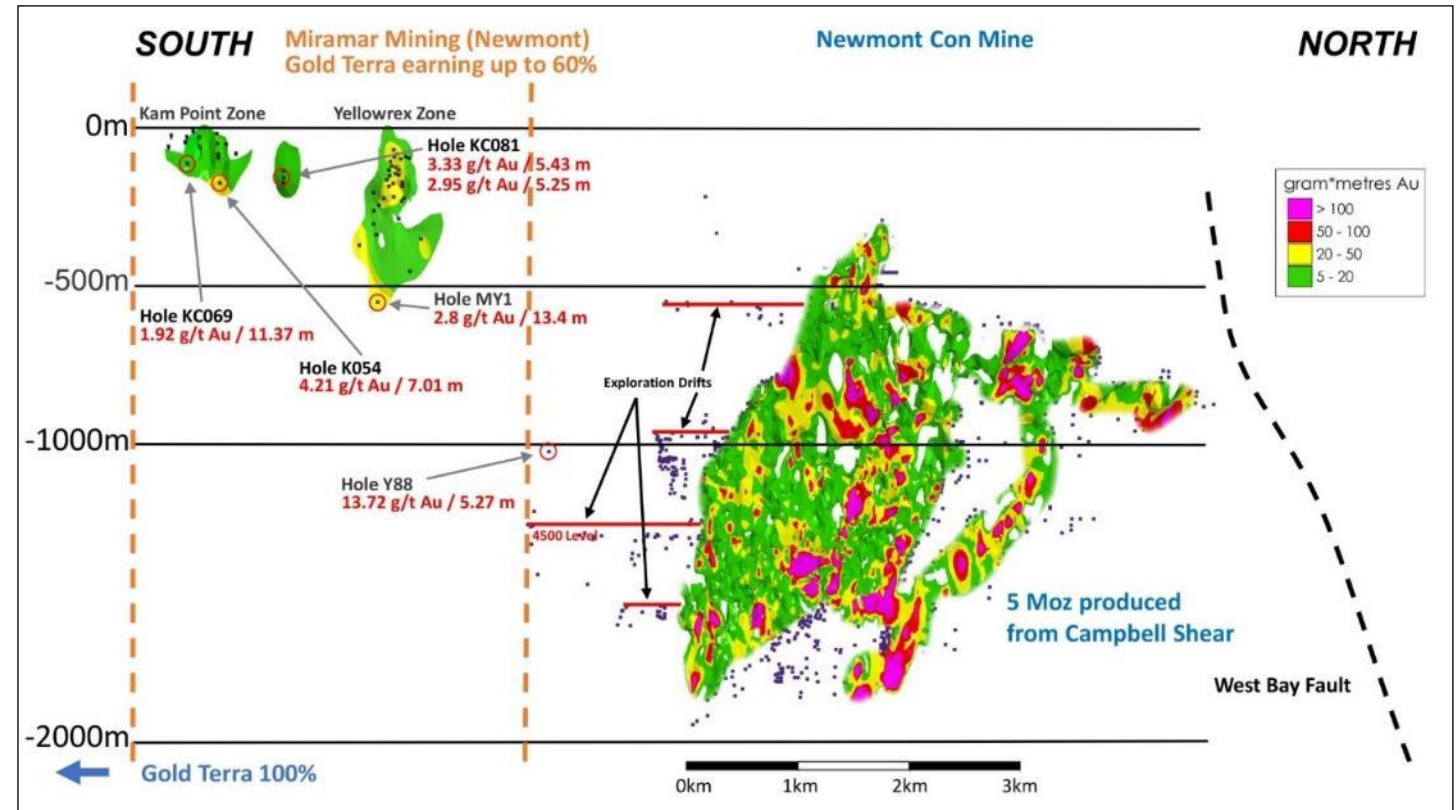 SOUTH
Miramar Mining (Newmont)
Gold Terra earning up to 60%
Newmont Con Mine
NORTH
Kam Point Zone
Yellowrex Zone
0m
Hole KC081
3.33 g/t Au / 5.43 m
2.95 g/t Au / 5.25 m
gram*metres Au
> 100
50 - 100
20 - 50
5 - 20
-500m
Hole MY1
2.8 g/t Au / 13.4 m
Hole KC069
1.92 g/t Au / 11.37 m
Hole K054
4.21 g/t Au / 7.01 m
Exploration Drifts
-1000m
Hole Y88
13.72 g/t Au / 5.27 m
4500 Level
5 Moz produced
from Campbell Shear
West Bay Fault
-2000m
Gold Terra 100%
0km
1km
2km
3km